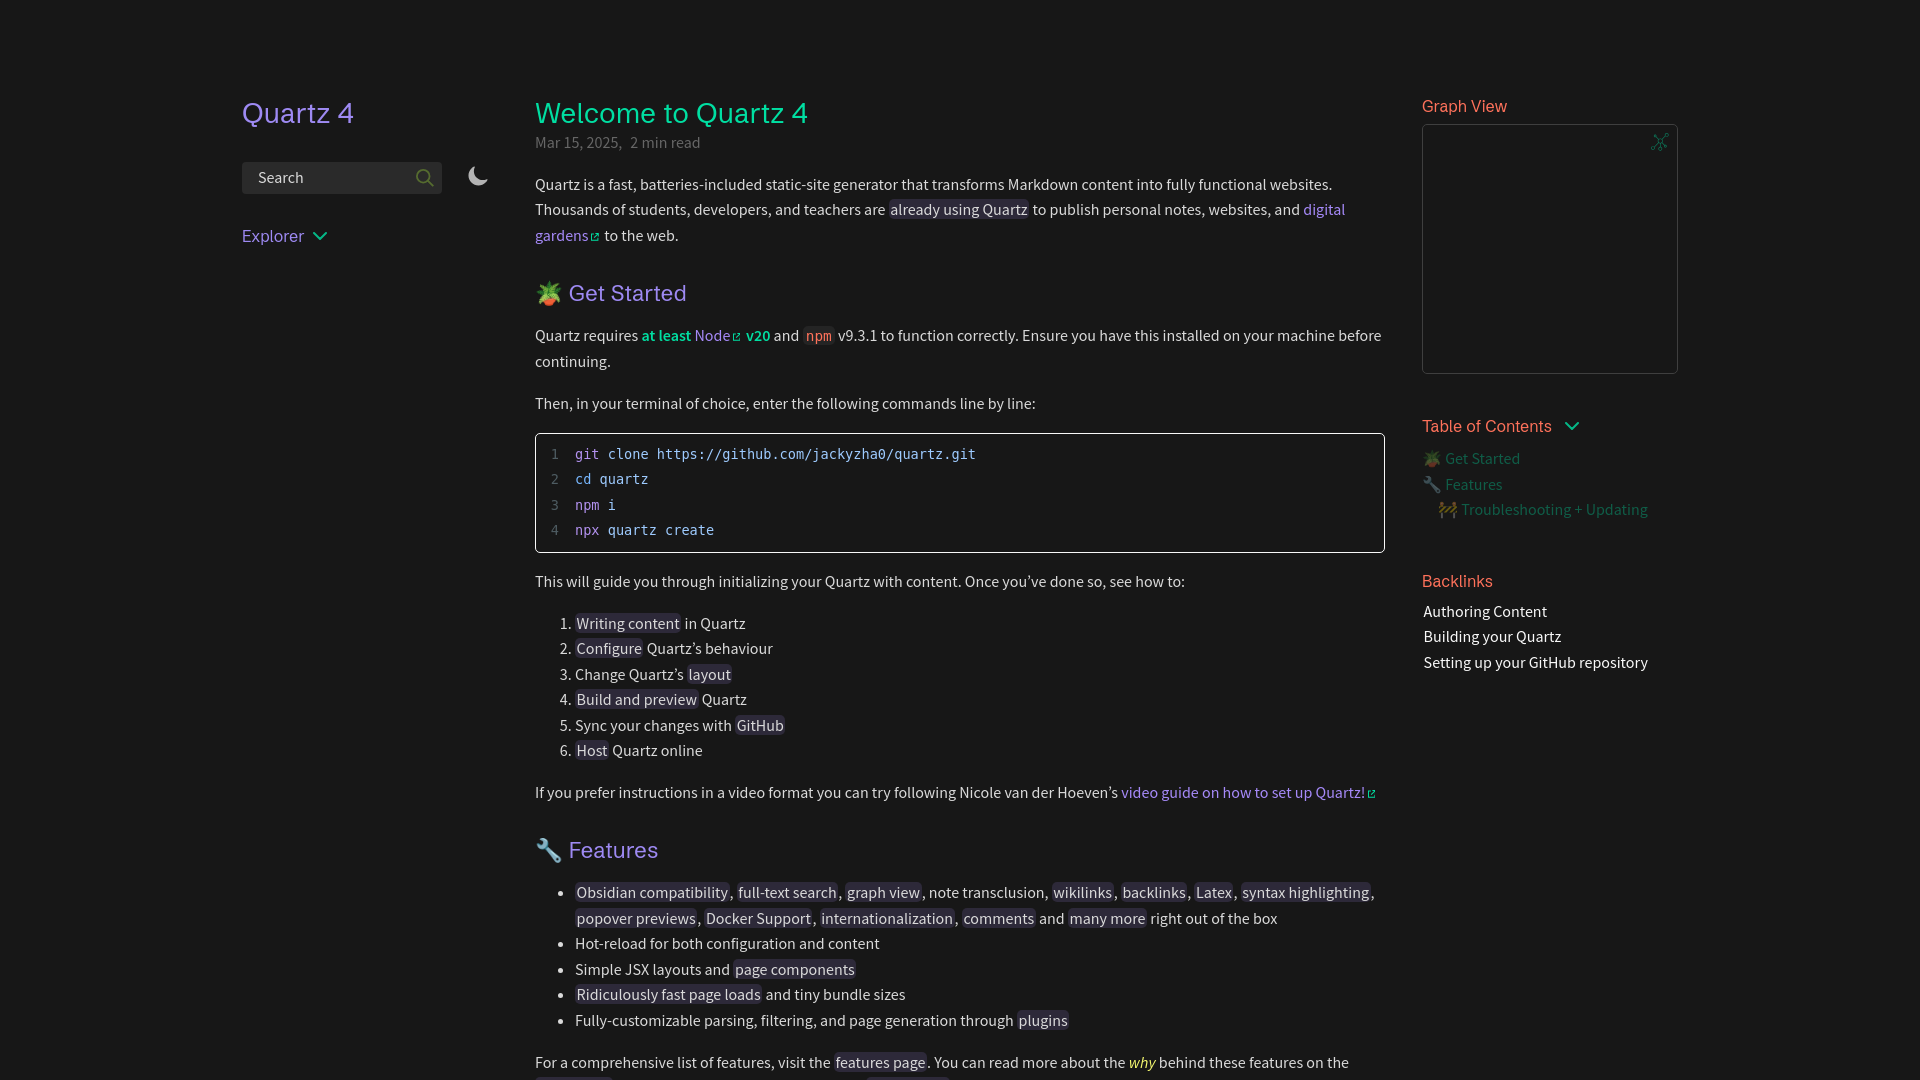 Quartz 4
Search
Explorer
Welcome to Quartz 4
Mar 15, 2025, 2 min read
Quartz is a fast, batteries-included static-site generator that transforms Markdown content into fully functional websites.
Thousands of students, developers, and teachers are already using Quartz to publish personal notes, websites, and digital
gardens to the web.
🪴 Get Started
Quartz requires at least Node v20 and npm v9.3.1 to function correctly. Ensure you have this installed on your machine before
continuing.
Then, in your terminal of choice, enter the following commands line by line:
1 git clone https://github.com/jackyzha0/quartz.git
2 cd quartz
3 npm i
4 npx quartz create
This will guide you through initializing your Quartz with content. Once you’ve done so, see how to:
1. Writing content in Quartz
2. Configure Quartz’s behaviour
3. Change Quartz’s layout
4. Build and preview Quartz
5. Sync your changes with GitHub
6. Host Quartz online
If you prefer instructions in a video format you can try following Nicole van der Hoeven’s video guide on how to set up Quartz!
🔧 Features
• Obsidian compatibility, full-text search, graph view, note transclusion, wikilinks, backlinks, Latex, syntax highlighting,
popover previews, Docker Support, internationalization, comments and many more right out of the box
• Hot-reload for both configuration and content
• Simple JSX layouts and page components
• Ridiculously fast page loads and tiny bundle sizes
• Fully-customizable parsing, filtering, and page generation through plugins
For a comprehensive list of features, visit the features page. You can read more about the why behind these features on the
Graph View
Table of Contents
🪴 Get Started
🔧 Features
🚧 Troubleshooting + Updating
Backlinks
Authoring Content
Building your Quartz
Setting up your GitHub repository